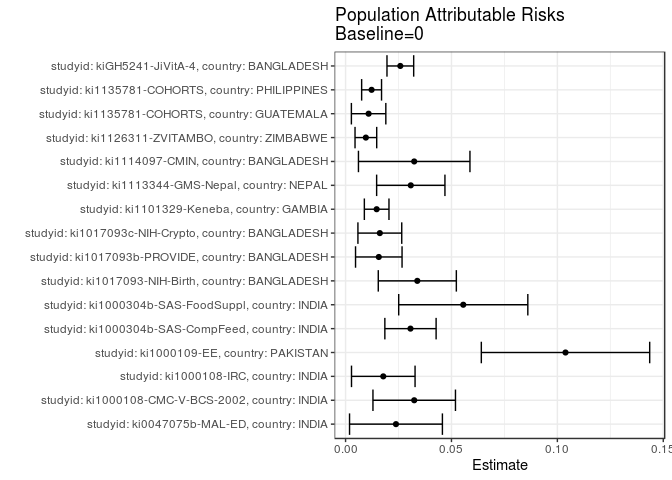 Population Attributable Risks
Baseline=0
studyid: kiGH5241-JiVitA-4, country: BANGLADESH
studyid: ki1135781-COHORTS, country: PHILIPPINES
studyid: ki1135781-COHORTS, country: GUATEMALA
studyid: ki1126311-ZVITAMBO, country: ZIMBABWE
studyid: ki1114097-CMIN, country: BANGLADESH
studyid: ki1113344-GMS-Nepal, country: NEPAL
studyid: ki1101329-Keneba, country: GAMBIA
studyid: ki1017093c-NIH-Crypto, country: BANGLADESH
studyid: ki1017093b-PROVIDE, country: BANGLADESH
studyid: ki1017093-NIH-Birth, country: BANGLADESH
studyid: ki1000304b-SAS-FoodSuppl, country: INDIA
studyid: ki1000304b-SAS-CompFeed, country: INDIA
studyid: ki1000109-EE, country: PAKISTAN
studyid: ki1000108-IRC, country: INDIA
studyid: ki1000108-CMC-V-BCS-2002, country: INDIA
studyid: ki0047075b-MAL-ED, country: INDIA
0.00 0.05 0.10 0.15
Estimate